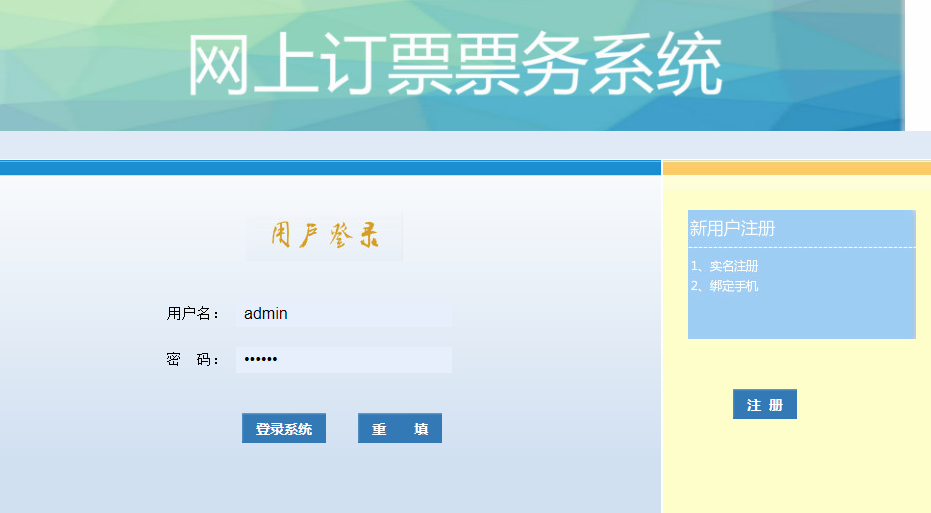 网上订票票务系统
用户登录
用户名： admin
密 码： ••••••
登录系统 重 填
新用户注册
1、实名注册
2、绑定手机
注 册